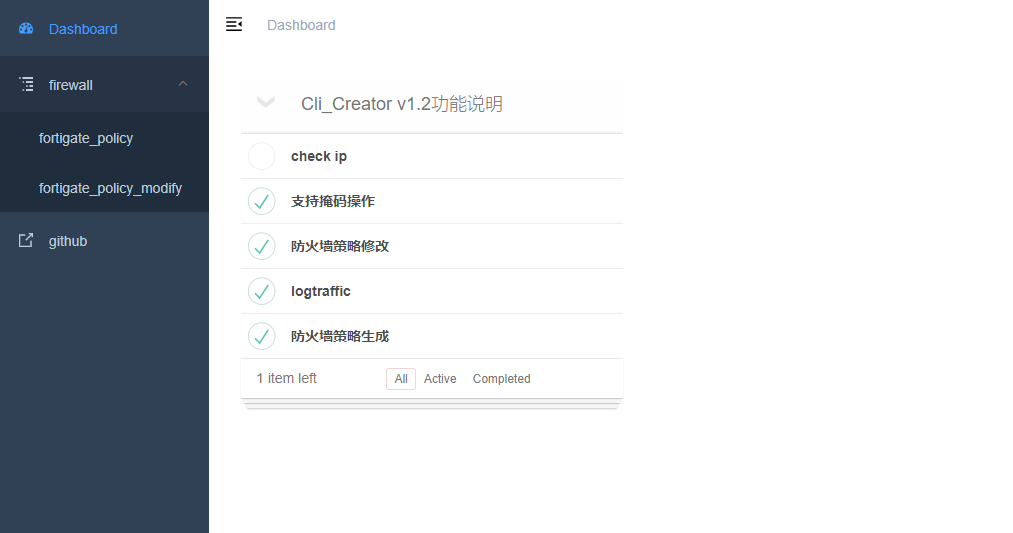 Dashboard
Dashboard
firewall
fortigate_policy
fortigate_policy_modify
github
Cli_Creator v1.2功能说明
check ip
支持掩码操作
防火墙策略修改
logtraffic
防火墙策略生成
1 item left All Active Completed